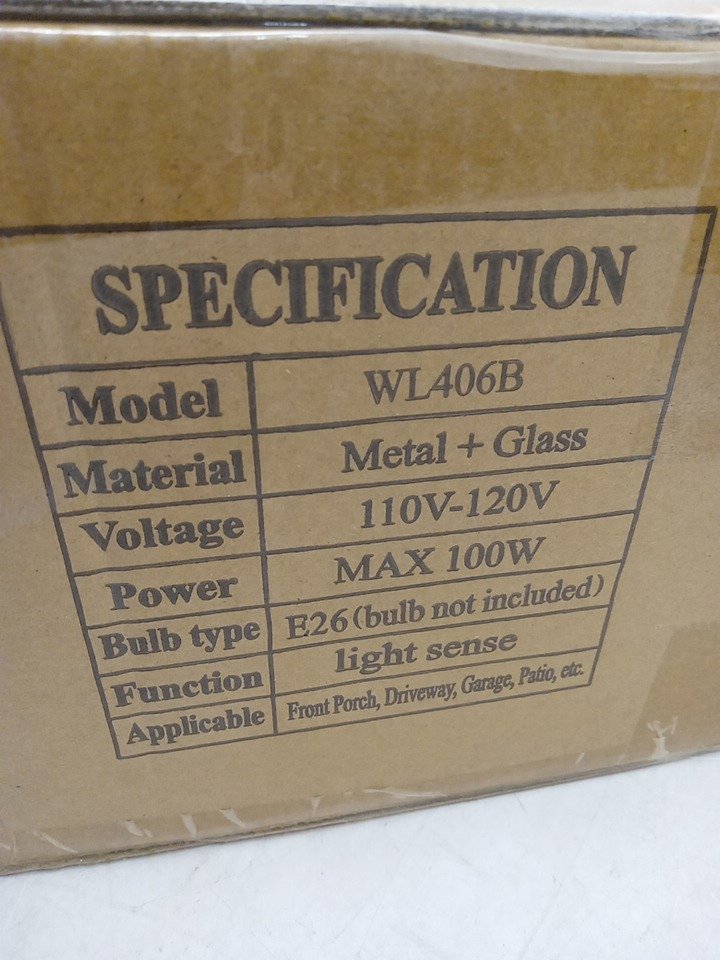 SPECIFICATION
Model WL406B
Material Metal + Glass
Voltage 110V-120V
Power MAX 100W
Bulb type E26(bulb not included)
Function light sense
Applicable Front Porch, Driveway, Garage, Patio, etc.